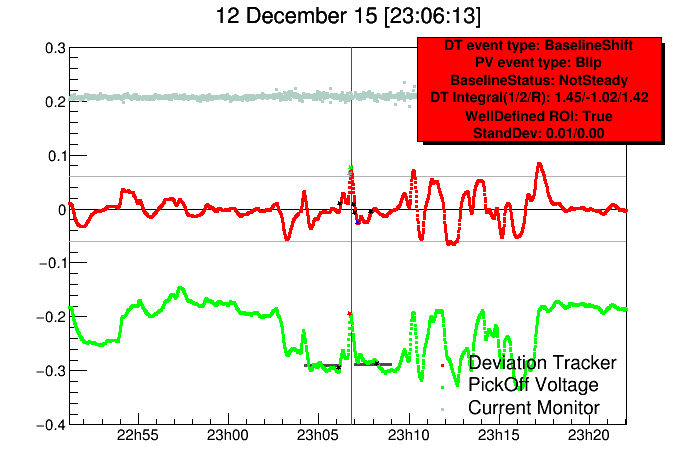 12 December 15 [23:06:13]
DT event type: BaselineShift
PV event type: Blip
BaselineStatus: NotSteady
DT Integral(1/2/R): 1.45/-1.02/1.42
WellDefined ROI: True
StandDev: 0.01/0.00
0.3
0.2
0.1
0
−0.1
−0.2
−0.3
−0.4
Deviation Tracker
PickOff Voltage
Current Monitor
22h55 23h00 23h05 23h10 23h15 23h20